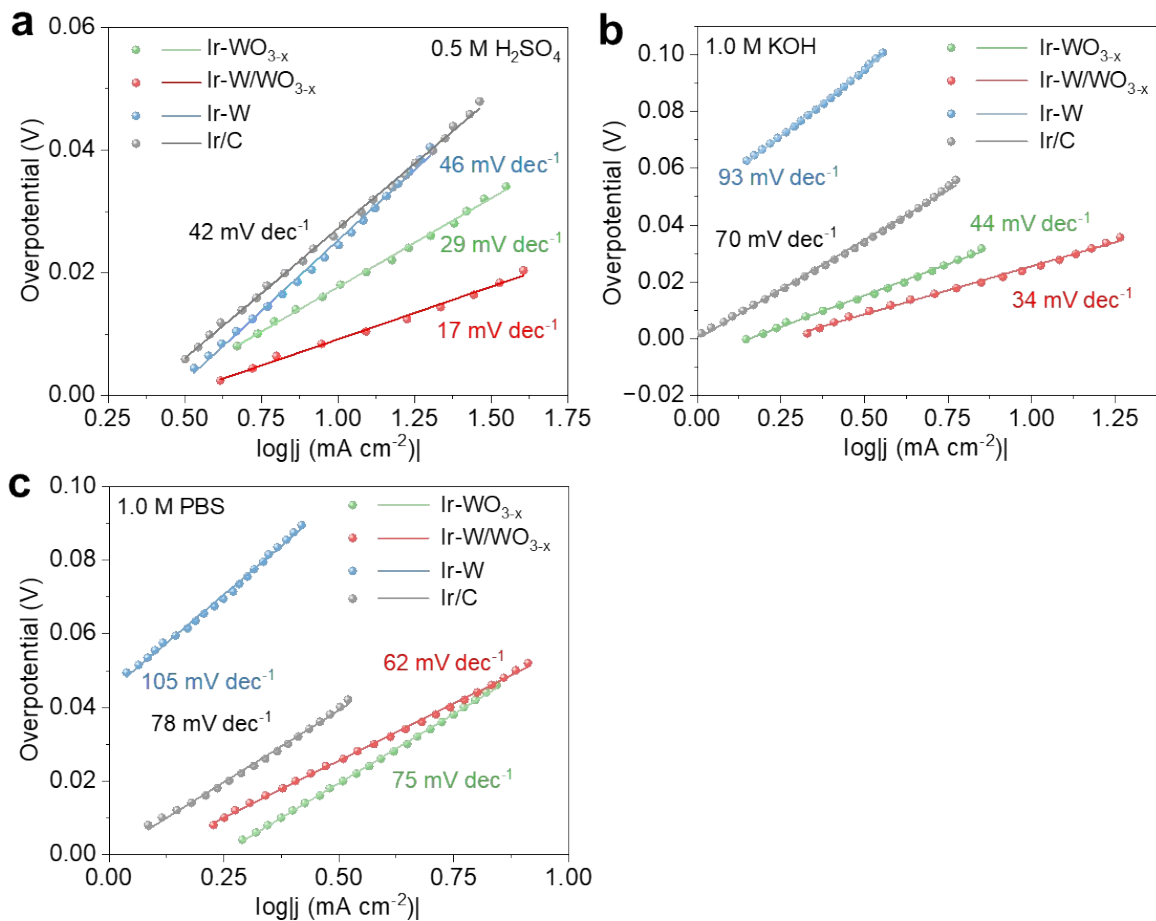 a
Ir-WO3-x
Ir-W/WO3-x
Ir-W
Ir/C
0.5 M H2SO4
46 mV dec-1
42 mV dec-1
29 mV dec-1
17 mV dec-1
0.06
0.04
0.02
0.00
Overpotential (V)
0.25 0.50 0.75 1.00 1.25 1.50 1.75
log|j (mA cm-2)|
b
1.0 M KOH
Ir-WO3-x
Ir-W/WO3-x
Ir-W
Ir/C
93 mV dec-1
70 mV dec-1
44 mV dec-1
34 mV dec-1
0.10
0.08
0.06
0.04
0.02
0.00
−0.02
Overpotential (V)
0.00 0.25 0.50 0.75 1.00 1.25
log|j (mA cm-2)|
c
1.0 M PBS
Ir-WO3-x
Ir-W/WO3-x
Ir-W
Ir/C
62 mV dec-1
105 mV dec-1
78 mV dec-1
75 mV dec-1
0.10
0.08
0.06
0.04
0.02
0.00
Overpotential (V)
0.00 0.25 0.50 0.75 1.00
log|j (mA cm-2)|